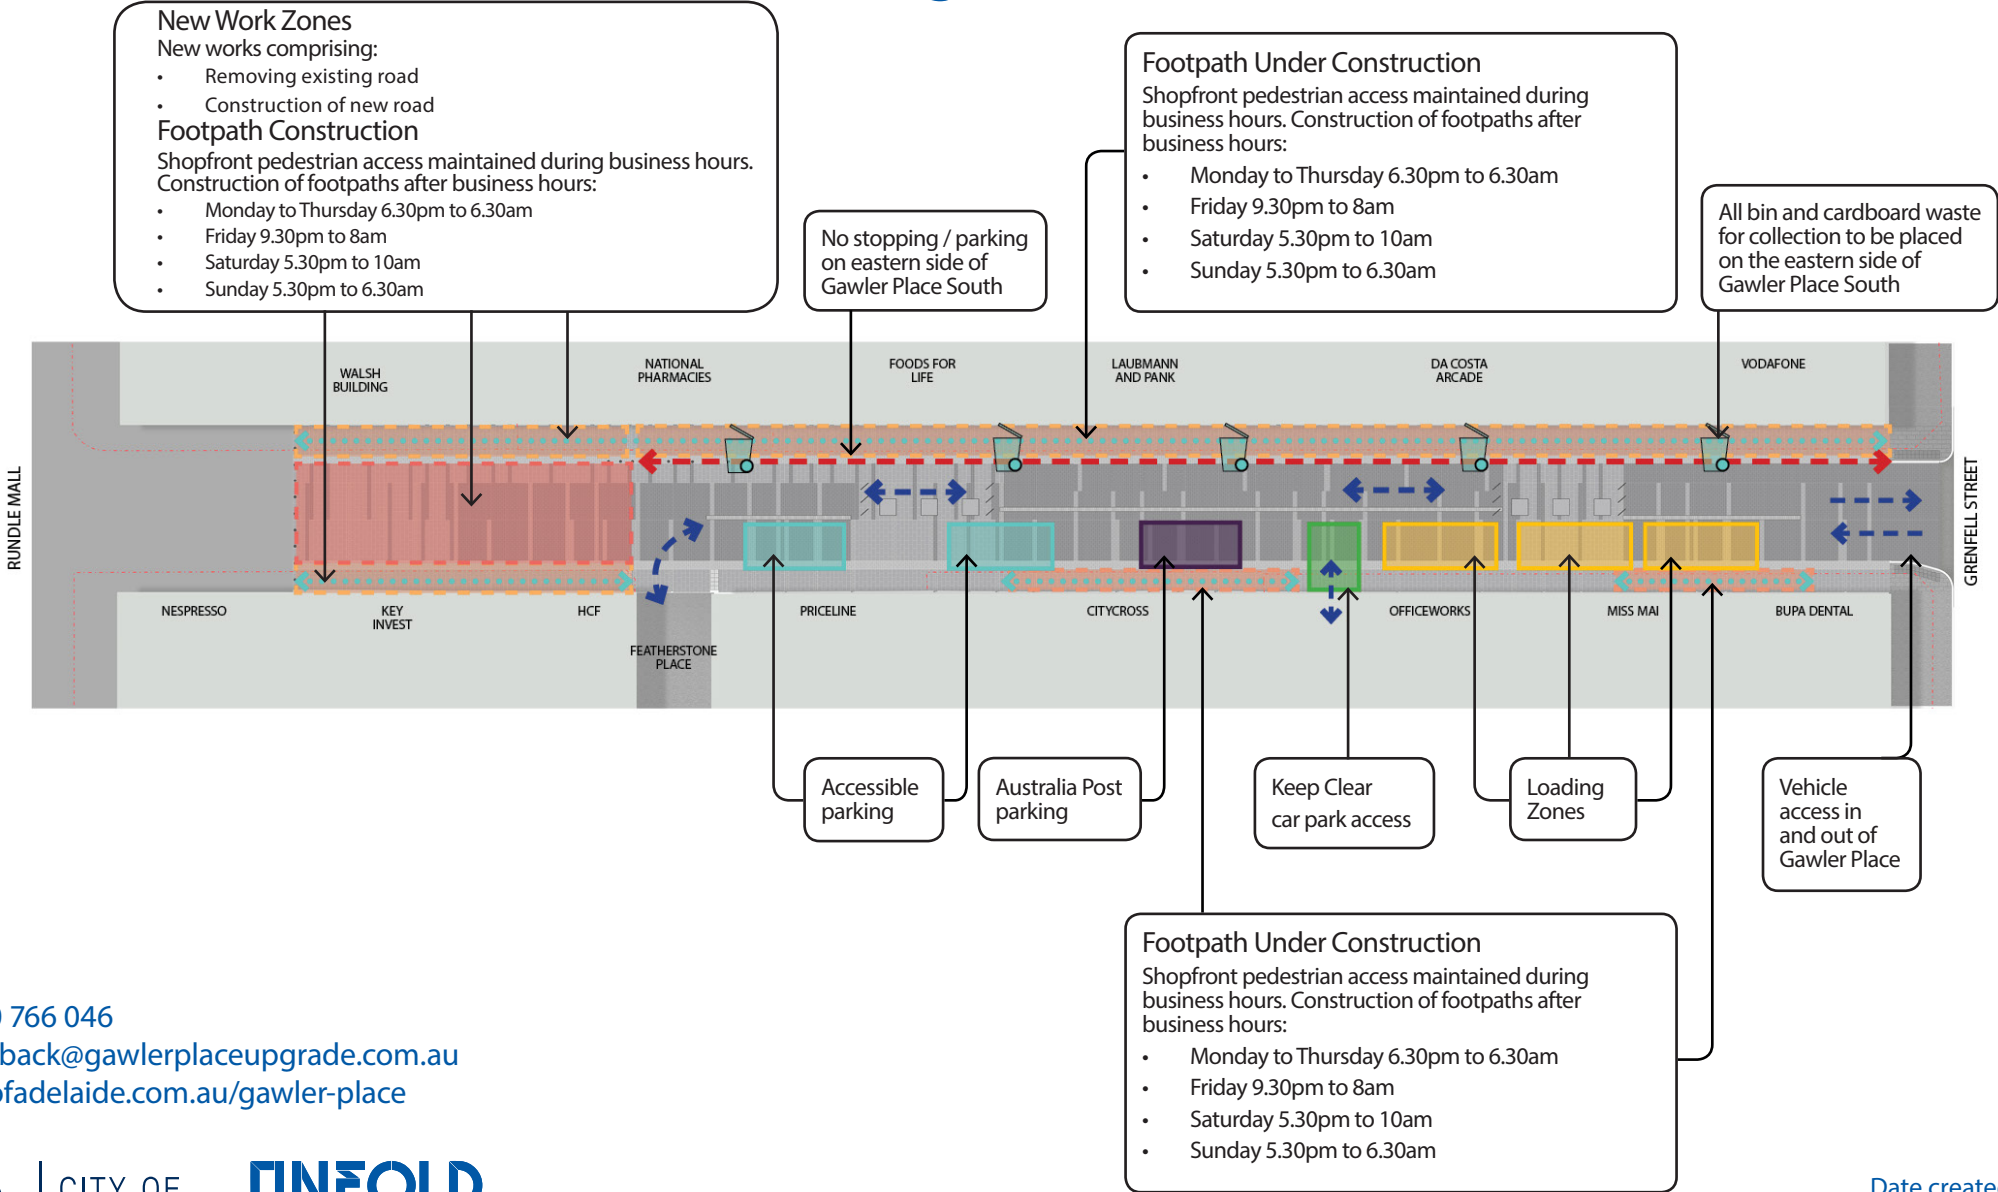 New Work Zones
New works comprising:
• Removing existing road
• Construction of new road
Footpath Construction
Shopfront pedestrian access maintained during business hours.
Construction of footpaths after business hours:
• Monday to Thursday 6.30pm to 6.30am
• Friday 9.30pm to 8am
• Saturday 5.30pm to 10am
• Sunday 5.30pm to 6.30am
No stopping / parking
on eastern side of
Gawler Place South
Footpath Under Construction
Shopfront pedestrian access maintained during
business hours. Construction of footpaths after
business hours:
• Monday to Thursday 6.30pm to 6.30am
• Friday 9.30pm to 8am
• Saturday 5.30pm to 10am
• Sunday 5.30pm to 6.30am
All bin and cardboard waste
for collection to be placed
on the eastern side of
Gawler Place South
WALSH
BUILDING
NATIONAL
PHARMACIES
FOODS FOR
LIFE
LAUBMANN
AND PANK
DA COSTA
ARCADE
VODAFONE
RUNDLE MALL
GRENFELL STREET
NESPRESSO
KEY
INVEST
HCF
FEATHERSTONE
PLACE
PRICELINE
CITYCROSS
OFFICEWORKS
MISS MAI
BUPA DENTAL
Accessible
parking
Australia Post
parking
Keep Clear
car park access
Loading
Zones
Vehicle
access in
and out of
Gawler Place
Footpath Under Construction
Shopfront pedestrian access maintained during
business hours. Construction of footpaths after
business hours:
• Monday to Thursday 6.30pm to 6.30am
• Friday 9.30pm to 8am
• Saturday 5.30pm to 10am
• Sunday 5.30pm to 6.30am
766 046
back@gawlerplaceupgrade.com.au
ofadelaide.com.au/gawler-place
CITY OF
UNFOLD
Date create